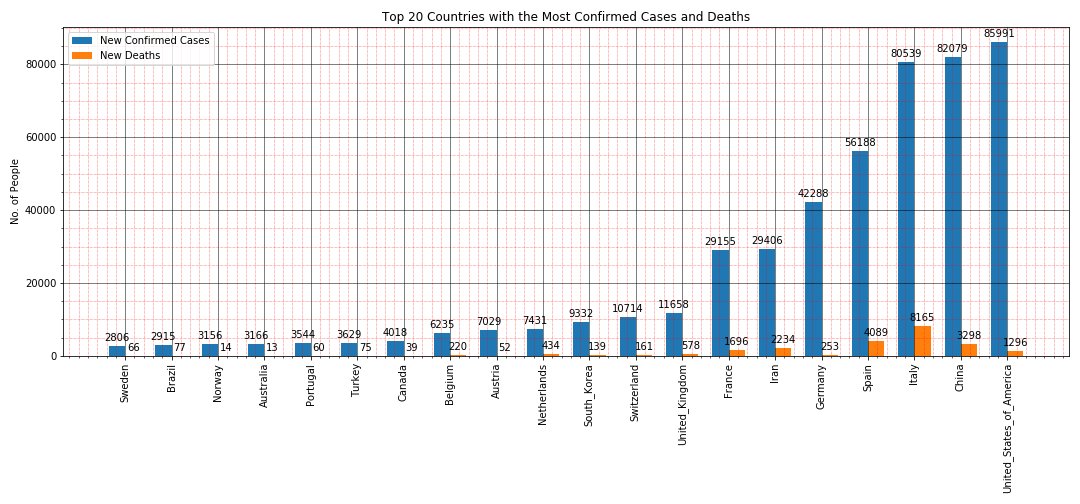 Top 20 Countries with the Most Confirmed Cases and Deaths
New Confirmed Cases
New Deaths
No. of People
80000
60000
40000
20000
0
2806 66
2915 77
3156 14
3166 13
3544 60
3629 75
4018 39
6235 220
7029 52
7431 434
9332 139
10714 161
11658 578
29155 1696
29406 2234
42288 253
56188 4089
80539 8165
82079 3298
85991 1296
Sweden
Brazil
Norway
Australia
Portugal
Turkey
Canada
Belgium
Austria
Netherlands
South_Korea
Switzerland
United_Kingdom
France
Iran
Germany
Spain
Italy
China
United_States_of_America